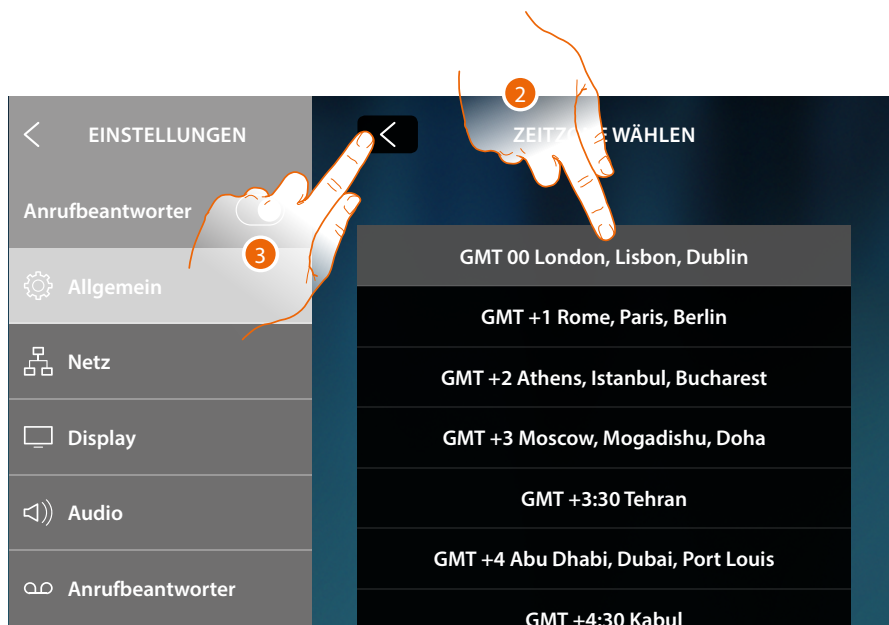 2
EINSTELLUNGEN
ZEITZ WÄHLEN
Anrufbeantworter
3
GMT 00 London, Lisbon, Dublin
Allgemein
GMT +1 Rome, Paris, Berlin
Netz
GMT +2 Athens, Istanbul, Bucharest
Display
GMT +3 Moscow, Mogadishu, Doha
GMT +3:30 Tehran
Audio
GMT +4 Abu Dhabi, Dubai, Port Louis
Anrufbeantworter
GMT +4:30 Kabul